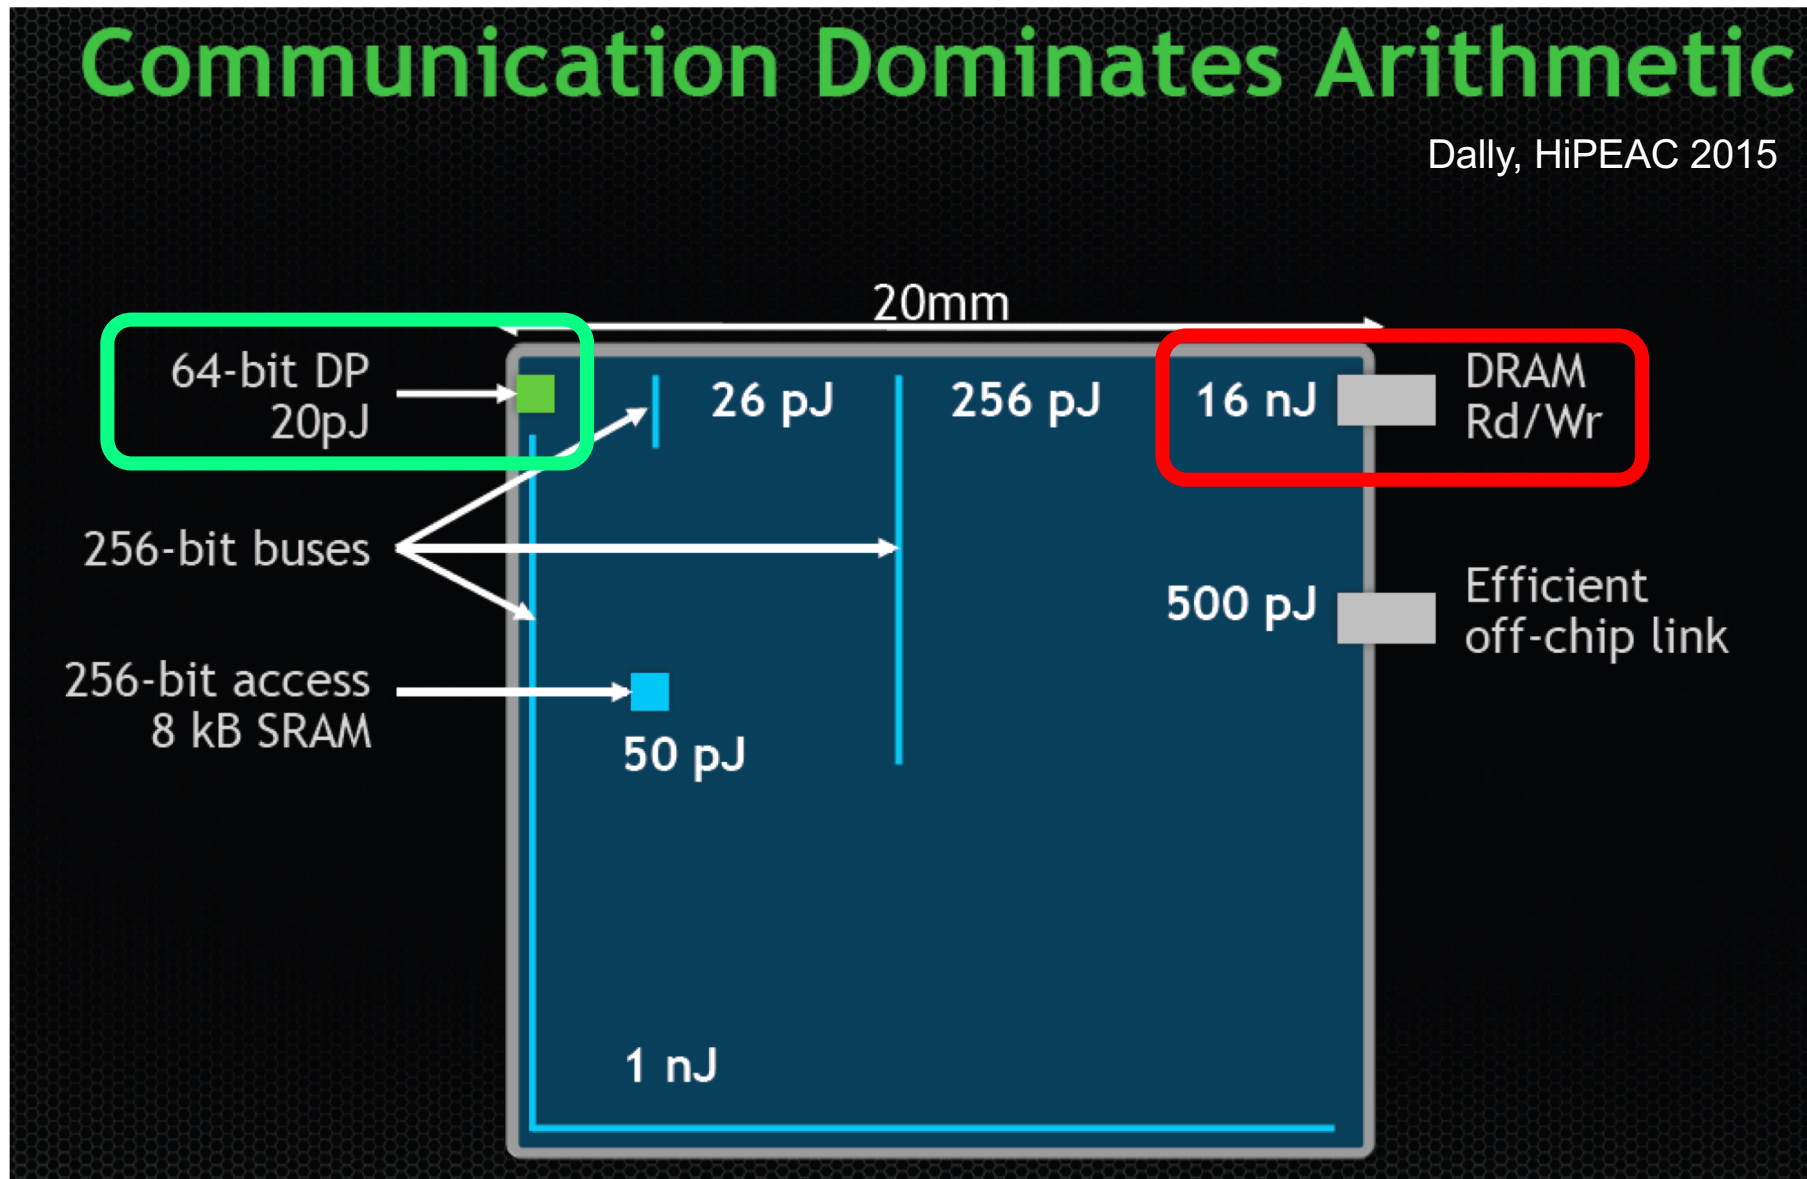 Communication Dominates Arithmetic
Dally, HiPEAC 2015
20mm
64-bit DP
20pJ
26 pJ
256 pJ
16 nJ
DRAM
Rd/Wr
256-bit buses
500 pJ
Efficient
off-chip link
256-bit access
8 kB SRAM
50 pJ
1 nJ